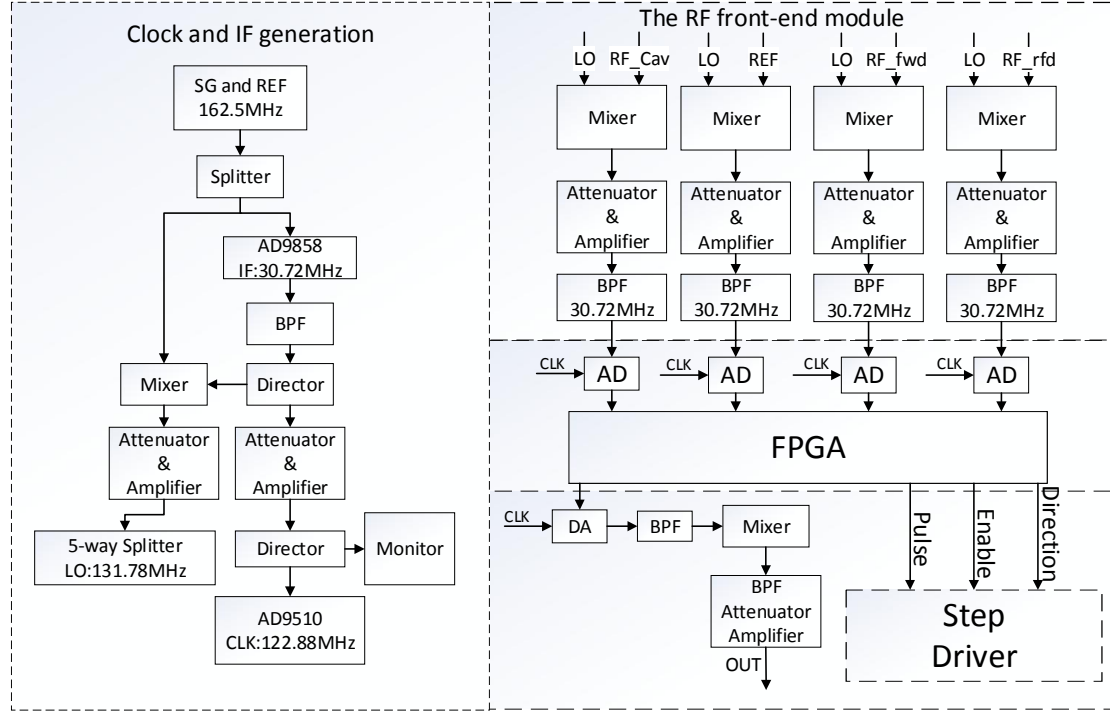 Clock and IF generation
SG and REF
162.5MHz
Splitter
AD9858
IF:30.72MHz
BPF
Mixer
Director
Attenuator
&
Amplifier
Attenuator
&
Amplifier
5-way Splitter
LO:131.78MHz
Director
Monitor
AD9510
CLK:122.88MHz
The RF front-end module
LO RF_Cav
LO REF
LO RF_fwd
LO RF_rfd
Mixer
Mixer
Mixer
Mixer
Attenuator
&
Amplifier
Attenuator
&
Amplifier
Attenuator
&
Amplifier
Attenuator
&
Amplifier
BPF
30.72MHz
BPF
30.72MHz
BPF
30.72MHz
BPF
30.72MHz
CLK
AD
CLK
AD
CLK
AD
CLK
AD
FPGA
CLK
DA
BPF
Mixer
BPF
Attenuator
Amplifier
OUT
Pulse
Enable
Direction
Step
Driver